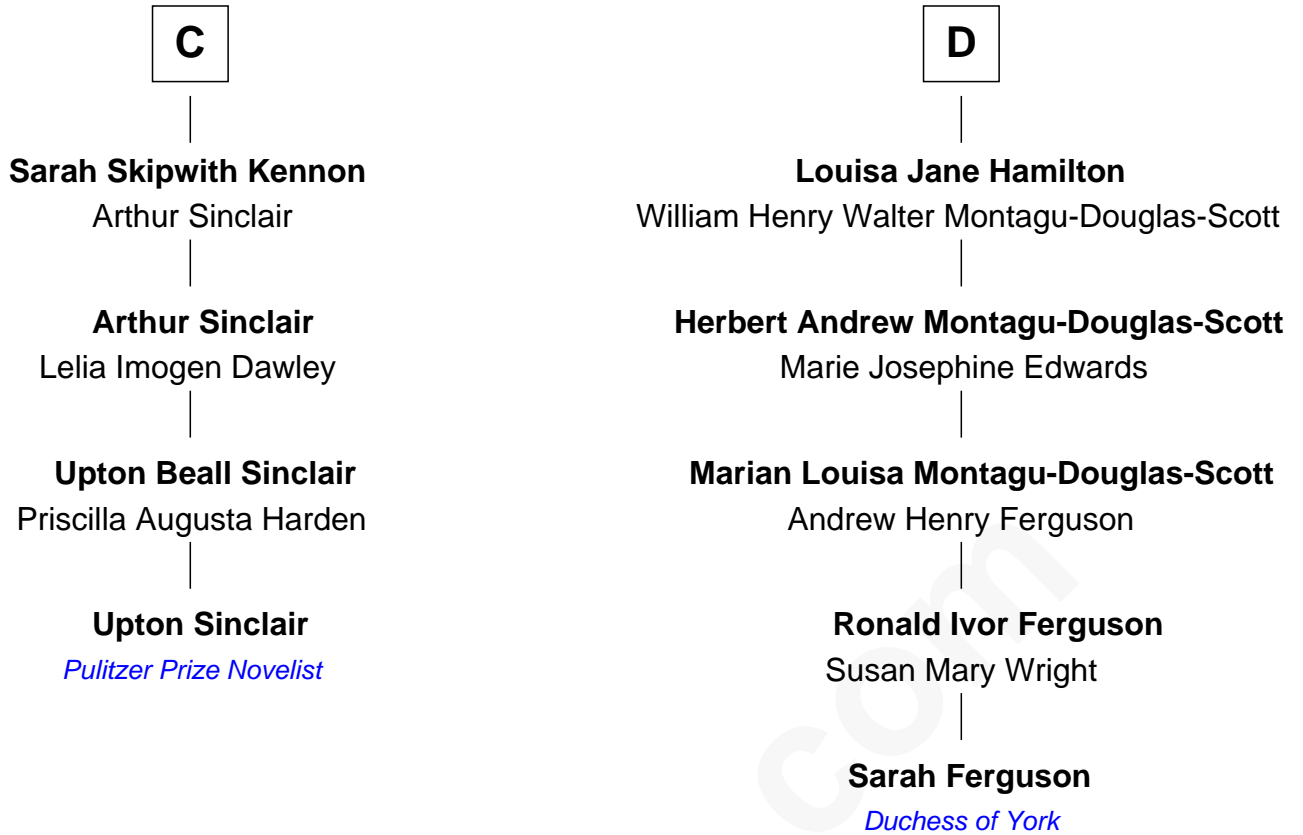 C
Sarah Skipwith Kennon
Arthur Sinclair
Arthur Sinclair
Lelia Imogen Dawley
Upton Beall Sinclair
Priscilla Augusta Harden
Upton Sinclair
Pulitzer Prize Novelist
D
Louisa Jane Hamilton
William Henry Walter Montagu-Douglas-Scott
Herbert Andrew Montagu-Douglas-Scott
Marie Josephine Edwards
Marian Louisa Montagu-Douglas-Scott
Andrew Henry Ferguson
Ronald Ivor Ferguson
Susan Mary Wright
Sarah Ferguson
Duchess of York
com